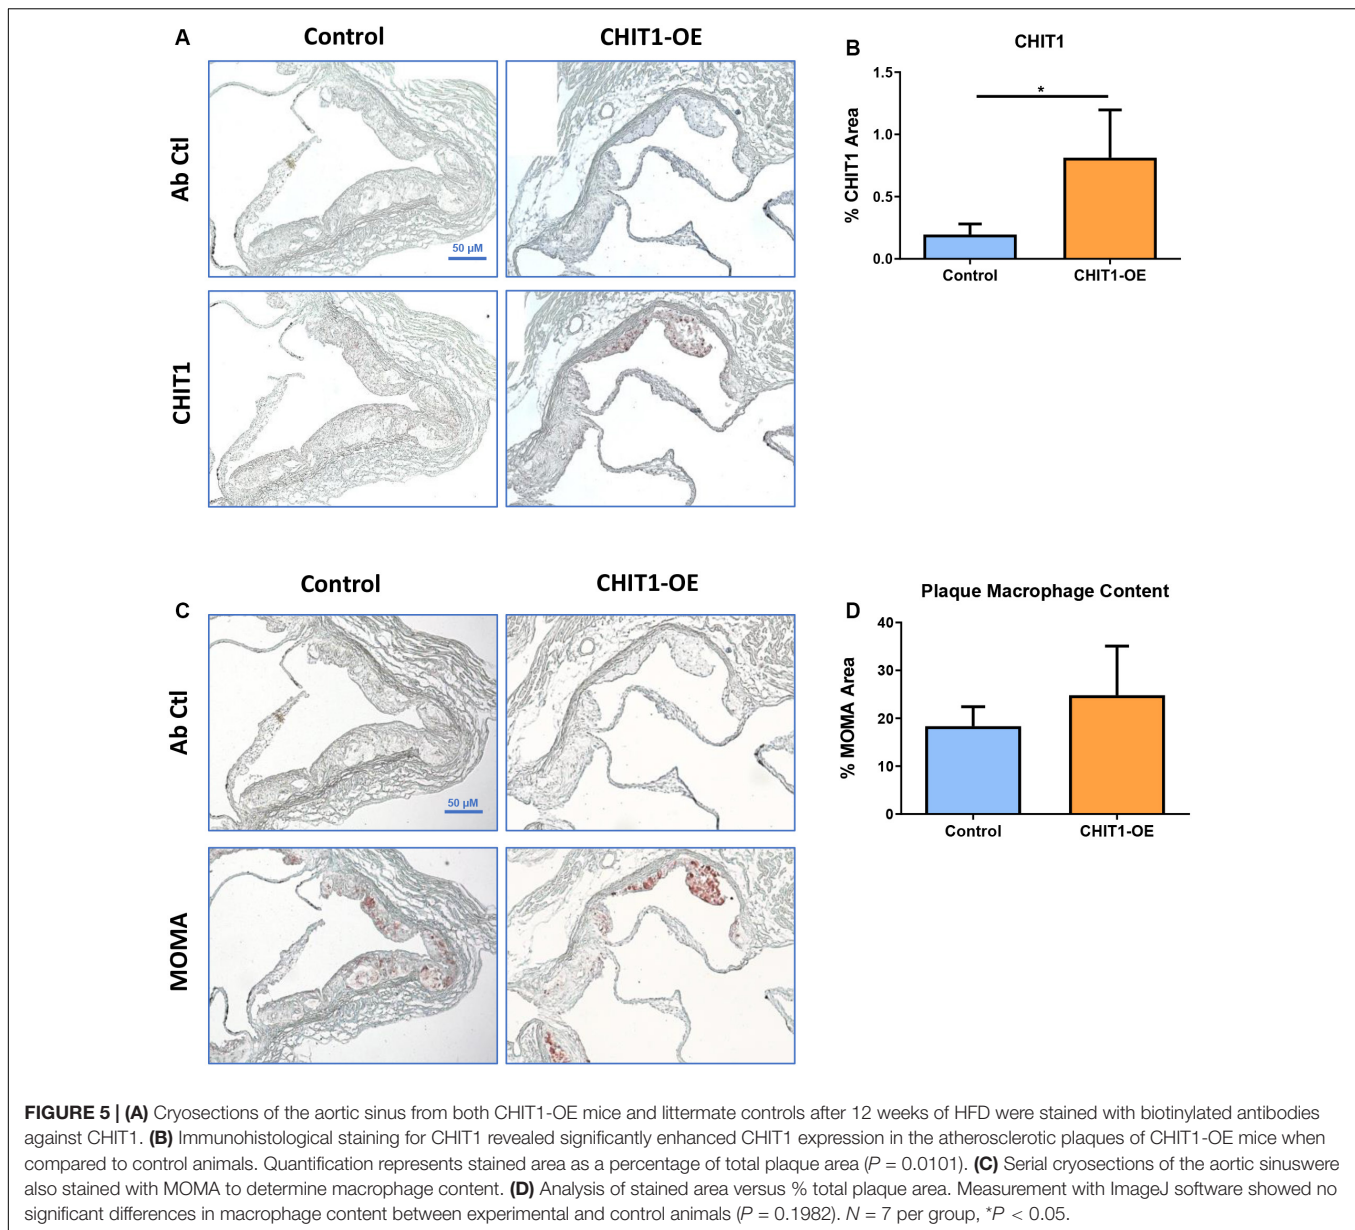 A
Control
CHIT1-OE
Ab Ctl
50 µM
CHIT1
B
CHIT1
% CHIT1 Area
1.5
1.0
0.5
0.0
*
Control
CHIT1-OE
Control
CHIT1-OE
C
Ab Ctl
50 µM
MOMA
D
Plaque Macrophage Content
% MOMA Area
40
30
20
10
0
Control
CHIT1-OE
FIGURE 5 | (A) Cryosections of the aortic sinus from both CHIT1-OE mice and littermate controls after 12 weeks of HFD were stained with biotinylated antibodies
against CHIT1. (B) Immunohistological staining for CHIT1 revealed significantly enhanced CHIT1 expression in the atherosclerotic plaques of CHIT1-OE mice when
compared to control animals. Quantification represents stained area as a percentage of total plaque area (P = 0.0101). (C) Serial cryosections of the aortic sinuswere
also stained with MOMA to determine macrophage content. (D) Analysis of stained area versus % total plaque area. Measurement with ImageJ software showed no
significant differences in macrophage content between experimental and control animals (P = 0.1982). N = 7 per group, *P < 0.05.